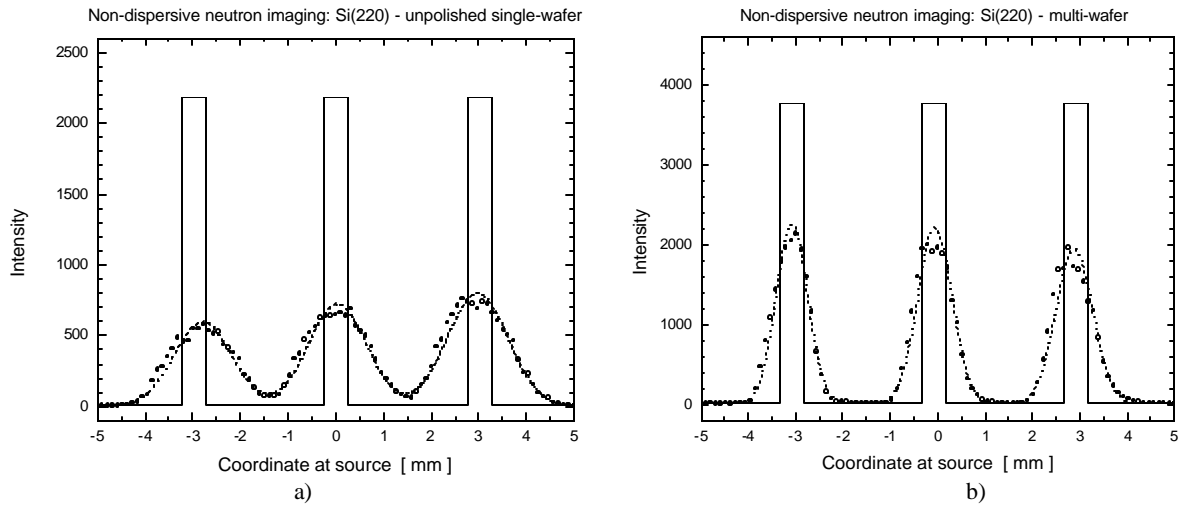 Non-dispersive neutron imaging: Si(220) - unpolished single-wafer
2500
2000
1500
1000
500
0
Intensity
-5 -4 -3 -2 -1 0 1 2 3 4 5
Coordinate at source [ mm ]
a)
Non-dispersive neutron imaging: Si(220) - multi-wafer
4000
3000
2000
1000
0
Intensity
-5 -4 -3 -2 -1 0 1 2 3 4 5
Coordinate at source [ mm ]
b)